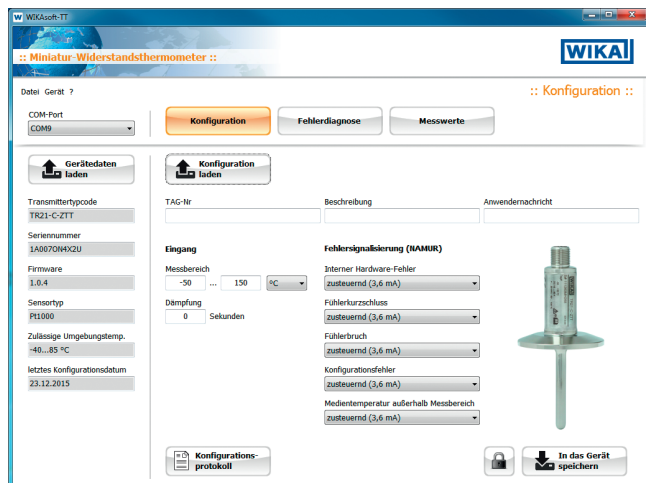 WIKAsoft-TT
:: Miniatur-Widerstandsthermometer ::
WIKA
Datei Gerät ?
:: Konfiguration ::
COM-Port
COM9
Konfiguration
Fehlerdiagnose
Messwerte
Gerätedaten
laden
Konfiguration
laden
Transmittertypcode
TR21-C-ZTT
Seriennummer
1A0070N4X2U
Firmware
1.0.4
Sensortyp
Pt1000
Zulässige Umgebungstemp.
-40...85 °C
letztes Konfigurationsdatum
23.12.2015
TAG-Nr
Beschreibung
Anwendernachricht
Eingang
Messbereich
-50 ... 150 °C
Dämpfung
0 Sekunden
Fehlersignalisierung (NAMUR)
Interner Hardware-Fehler
zusteuernd (3,6 mA)
Fühlerkurzschluss
zusteuernd (3,6 mA)
Fühlerbruch
zusteuernd (3,6 mA)
Konfigurationsfehler
zusteuernd (3,6 mA)
Medientemperatur außerhalb Messbereich
zusteuernd (3,6 mA)
Konfigurations-
protokoll
In das Gerät
speichern